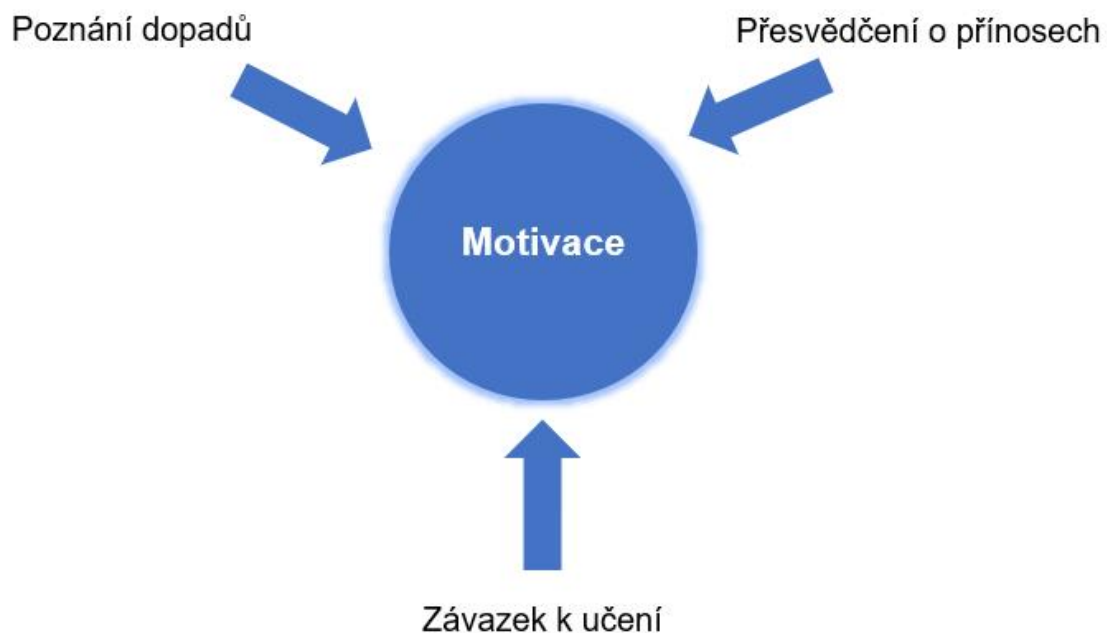 Poznání dopadů
Přesvědčení o přínosech
Motivace
Závazek k učení